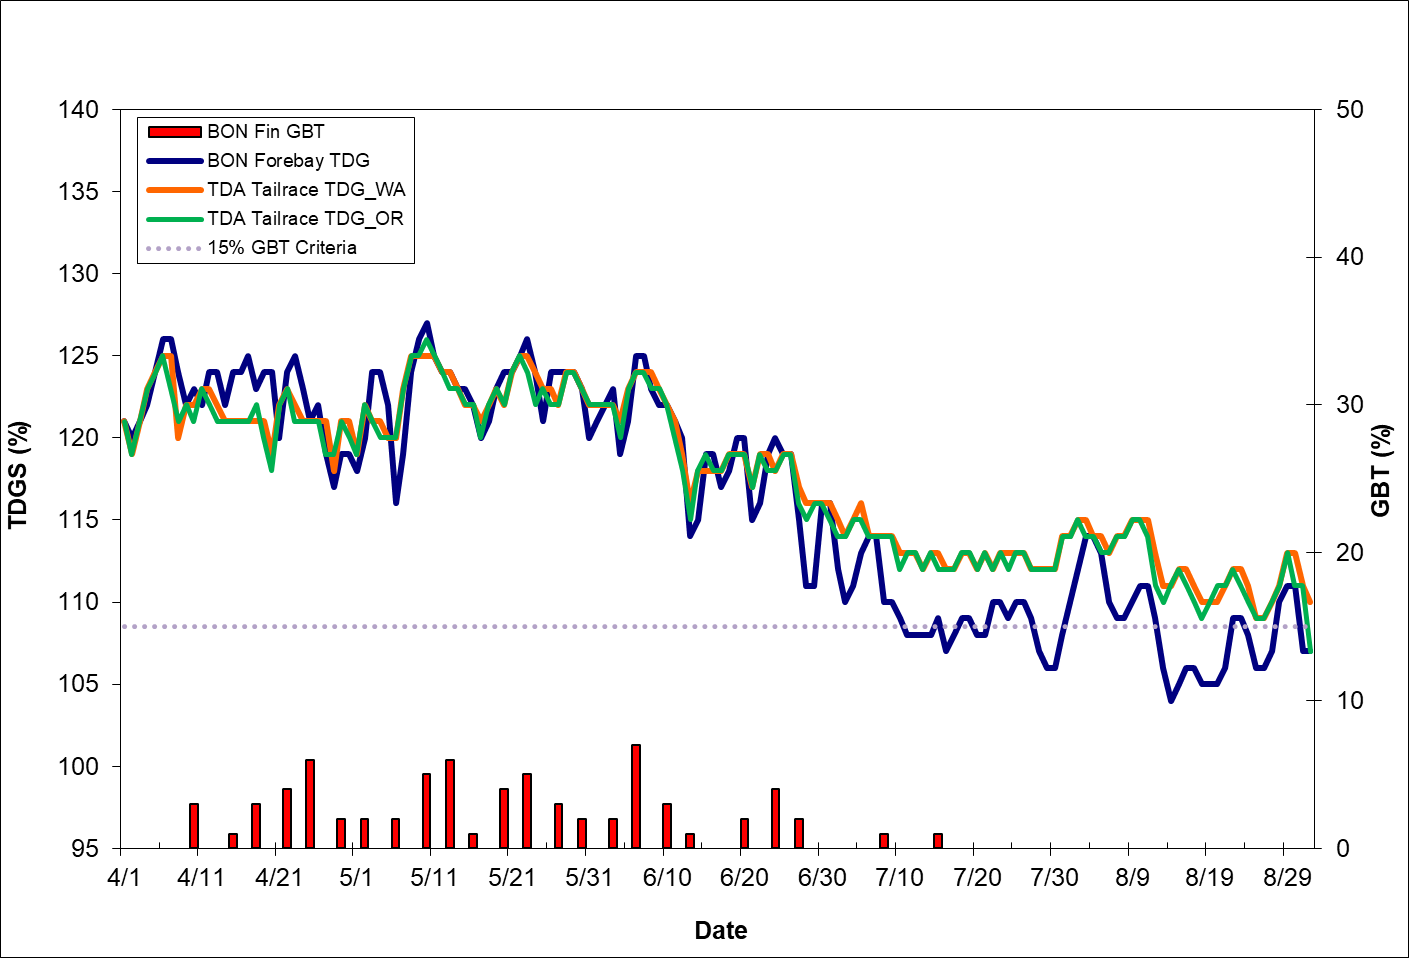 140
135
130
125
120
115
110
105
100
95
TDGS (%)
BON Fin GBT
BON Forebay TDG
TDA Tailrace TDG_WA
TDA Tailrace TDG_OR
15% GBT Criteria
50
40
30
20
10
0
GBT (%)
4/1 4/11 4/21 5/1 5/11 5/21 5/31 6/10 6/20 6/30 7/10 7/20 7/30 8/9 8/19 8/29
Date